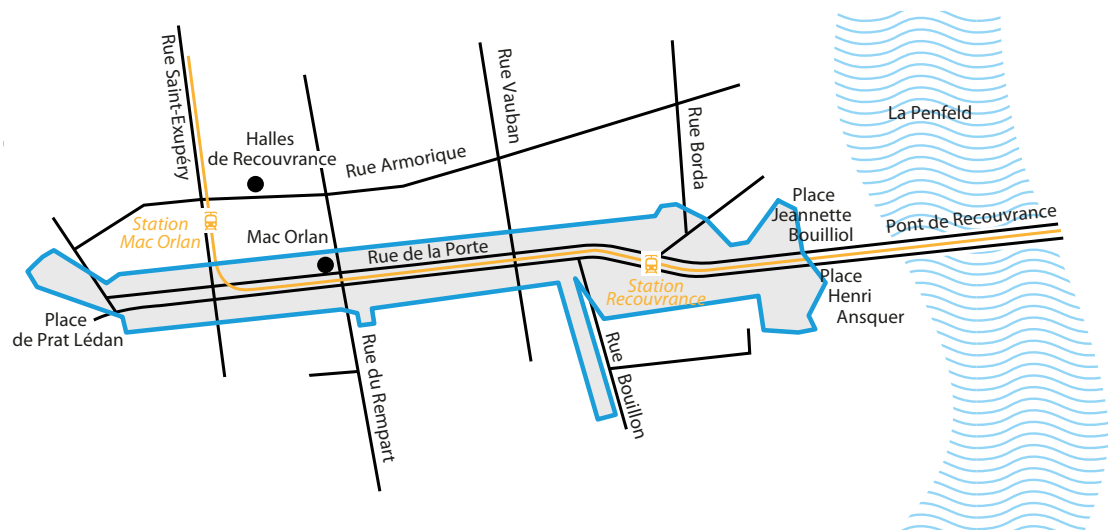 Rue Saint-Exupéry
Halles
de Recouvrance
Rue Armorique
Rue Vauban
Rue Borda
La Penfeld
Place
Jeannette
Bouilliol
Pont de Recouvrance
Station
Mac Orlan
Mac Orlan
Rue de la Porte
Station
Recouvrance
Place
Henri
Ansquer
Place
de Prat Lédan
Rue du Rempart
Rue Bouillon